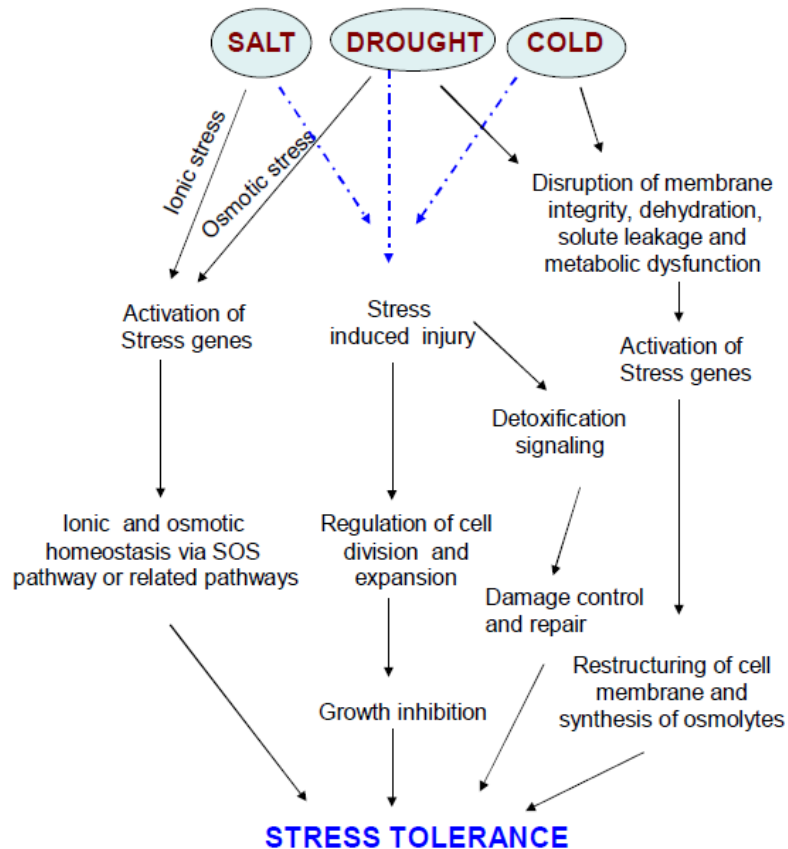 SALT
DROUGHT
COLD
Ionic stress
Osmotic stress
Disruption of membrane
integrity, dehydration,
solute leakage and
metabolic dysfunction
Activation of
Stress genes
Stress
induced injury
Activation of
Stress genes
Detoxification
signaling
Ionic and osmotic
homeostasis via SOS
pathway or related pathways
Regulation of cell
division and
expansion
Damage control
and repair
Restructuring of cell
membrane and
synthesis of osmolytes
Growth inhibition
STRESS TOLERANCE